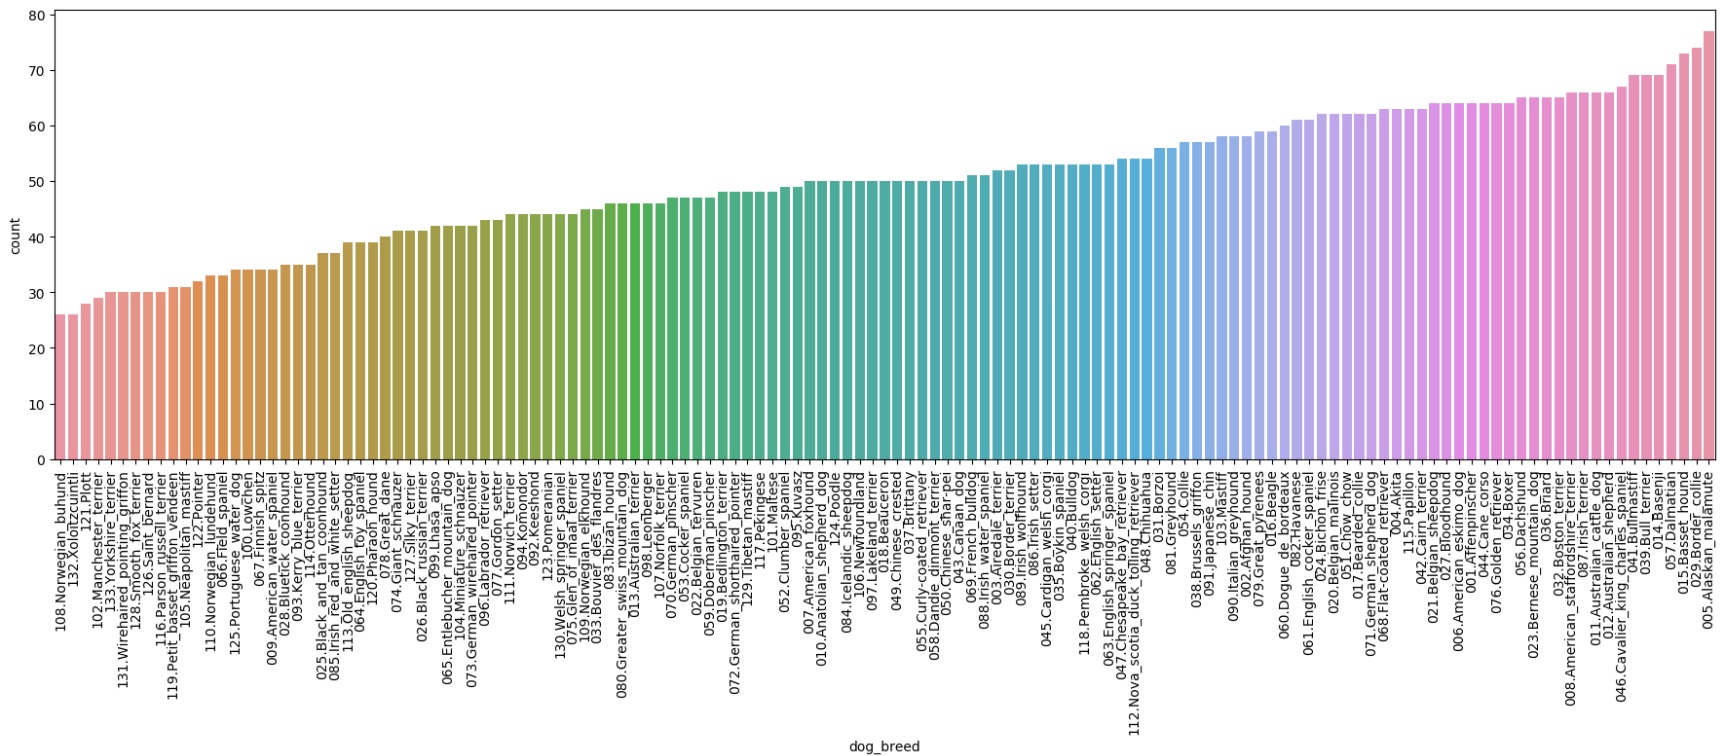 80
70
60
50
40
30
20
10
0
count
108.Norwegian_buhund
132.Xoloitzcuintli
121.Plott
102.Manchester_terrier
133.Yorkshire_terrier
131.Wirehaired_pointing_griffon
128.Smooth_fox_terrier
126.Saint_bernard
116.Parson_russell_terrier
119.Petit_basset_griffon_vendeen
105.Neapolitan_mastiff
122.Pointer
110.Norwegian_lundehund
066.Field_spaniel
125.Portuguese_water_dog
100.Lowchen
067.Finnish_spitz
009.American_water_spaniel
028.Bluetick_coonhound
093.Kerry_blue_terrier
114.Otterhound
025.Black_and_tan_coonhound
085.Irish_red_and_white_setter
113.Old_english_sheepdog
064.English_toy_spaniel
120.Pharaoh_hound
078.Great_dane
074.Giant_schnauzer
127.Silky_terrier
026.Black_russian_terrier
099.Lhasa_apso
065.Entlebucher_mountain_dog
104.Miniature_schnauzer
073.German_wirehaired_pointer
096.Labrador_retriever
077.Gordon_setter
111.Norwich_terrier
094.Komondor
092.Keeshond
123.Pomeranian
130.Welsh_springer_spaniel
075.Glen_of_imaal_terrier
109.Norwegian_elkhound
033.Bouvier_des_flandres
083.Ibizan_hound
080.Greater_swiss_mountain_dog
013.Australian_terrier
098.Leonberger
107.Norfolk_terrier
070.German_pinscher
053.Cocker_spaniel
022.Belgian_tervuren
059.Doberman_pinscher
019.Bedlington_terrier
072.German_shorthaired_pointer
129.Tibetan_mastiff
117.Pekingese
101.Maltese
052.Clumber_spaniel
095.Kuvasz
007.American_foxhound
010.Anatolian_shepherd_dog
124.Poodle
084.Icelandic_sheepdog
106.Newfoundland
097.Lakeland_terrier
018.Beauceron
049.Chinese_crested
037.Brittany
055.Curly-coated_retriever
058.Dandie_dinmont_terrier
050.Chinese_shar-pei
043.Canaan_dog
069.French_bulldog
088.Irish_water_spaniel
003.Airedale_terrier
030.Border_terrier
089.Irish_wolfhound
086.Irish_setter
045.Cardigan_welsh_corgi
035.Boykin_spaniel
040.Bulldog
118.Pembroke_welsh_corgi
062.English_setter
063.English_springer_spaniel
047.Chesapeake_bay_retriever
112.Nova_scotia_duck_tolling_retriever
048.Chihuahua
031.Borzoi
081.Greyhound
054.Collie
038.Brussels_griffon
091.Japanese_chin
103.Mastiff
090.Italian_greyhound
002.Afghan_hound
079.Great_pyrenees
016.Beagle
060.Dogue_de_bordeaux
082.Havanese
061.English_cocker_spaniel
024.Bichon_frise
020.Belgian_malinois
051.Chow_chow
017.Bearded_collie
071.German_shepherd_dog
068.Flat-coated_retriever
004.Akita
115.Papillon
042.Cairn_terrier
021.Belgian_sheepdog
027.Bloodhound
006.American_eskimo_dog
001.Affenpinscher
044.Cane_corso
076.Golden_retriever
034.Boxer
056.Dachshund
023.Bernese_mountain_dog
036.Briard
032.Boston_terrier
008.American_staffordshire_terrier
087.Irish_terrier
011.Australian_cattle_dog
012.Australian_shepherd
046.Cavalier_king_charles_spaniel
041.Bullmastiff
039.Bull_terrier
014.Basenji
057.Dalmatian
015.Basset_hound
029.Border_collie
005.Alaskan_malamute
dog_breed